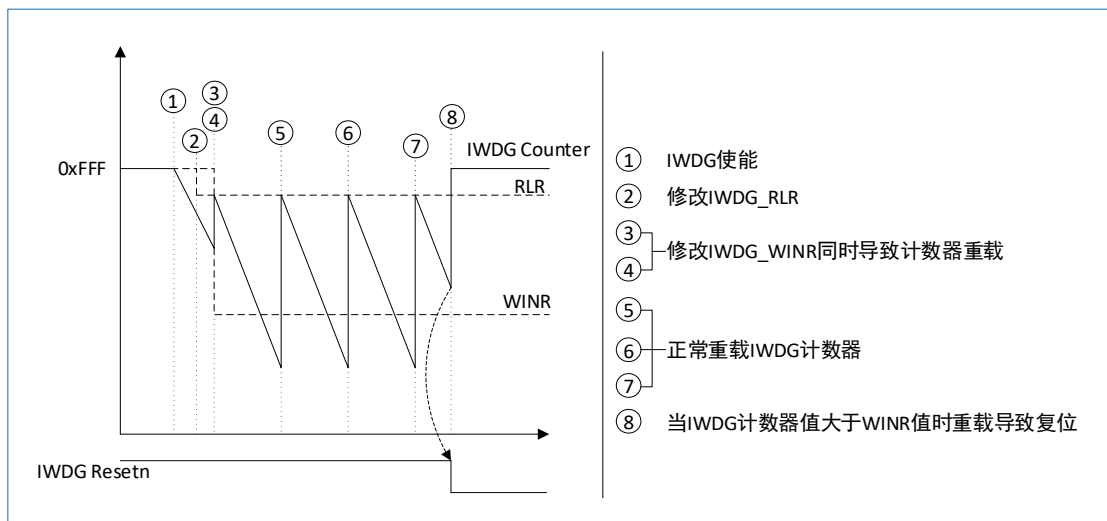 ①
②
③
④
⑤
⑥
⑦
⑧
IWDG Counter
0xFFF
RLR
WINR
IWDG Resetn
① IWDG使能
② 修改IWDG_RLR
③
④
修改IWDG_WINR同时导致计数器重载
⑤
⑥ 正常重载IWDG计数器
⑦
⑧ 当IWDG计数器值大于WINR值时重载导致复位